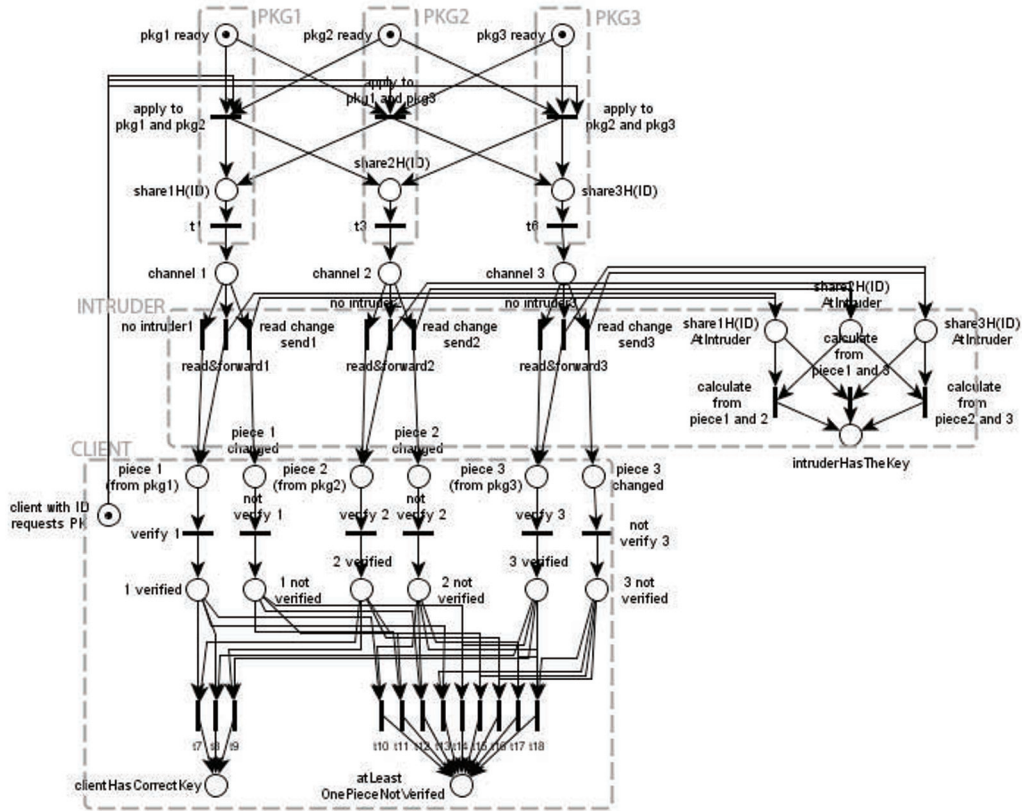 PKG1
PKG2
PKG3
pkg1 ready
pkg2 ready
pkg3 ready
apply to
pkg1 and pkg2
apply to
pkg1 and pkg3
apply to
pkg2 and pkg3
share1H(ID)
share2H(ID)
share3H(ID)
t1
t3
t6
channel 1
channel 2
channel 3
INTRUDER
no intruder1
read change
send1
no intruder2
read change
send2
no intruder3
read change
send3
read&forward1
read&forward2
read&forward3
share1H(ID)
AtIntruder
share2H(ID)
AtIntruder
share3H(ID)
AtIntruder
calculate
from
piece1 and 2
calculate
from
piece1 and 3
calculate
from
piece2 and 3
intruderHasTheKey
CLIENT
client with ID
requests PK
piece 1
(from pkg1)
piece 1
changed
piece 2
(from pkg2)
piece 2
changed
piece 3
(from pkg3)
piece 3
changed
verify 1
not
verify 1
verify 2
not
verify 2
verify 3
not
verify 3
1 verified
1 not
verified
2 verified
2 not
verified
3 verified
3 not
verified
t7
t8
t9
t10
t11
t12
t13
t14
t15
t16
t17
t18
clientHasCorrectKey
atLeast
OnePieceNotVerifed